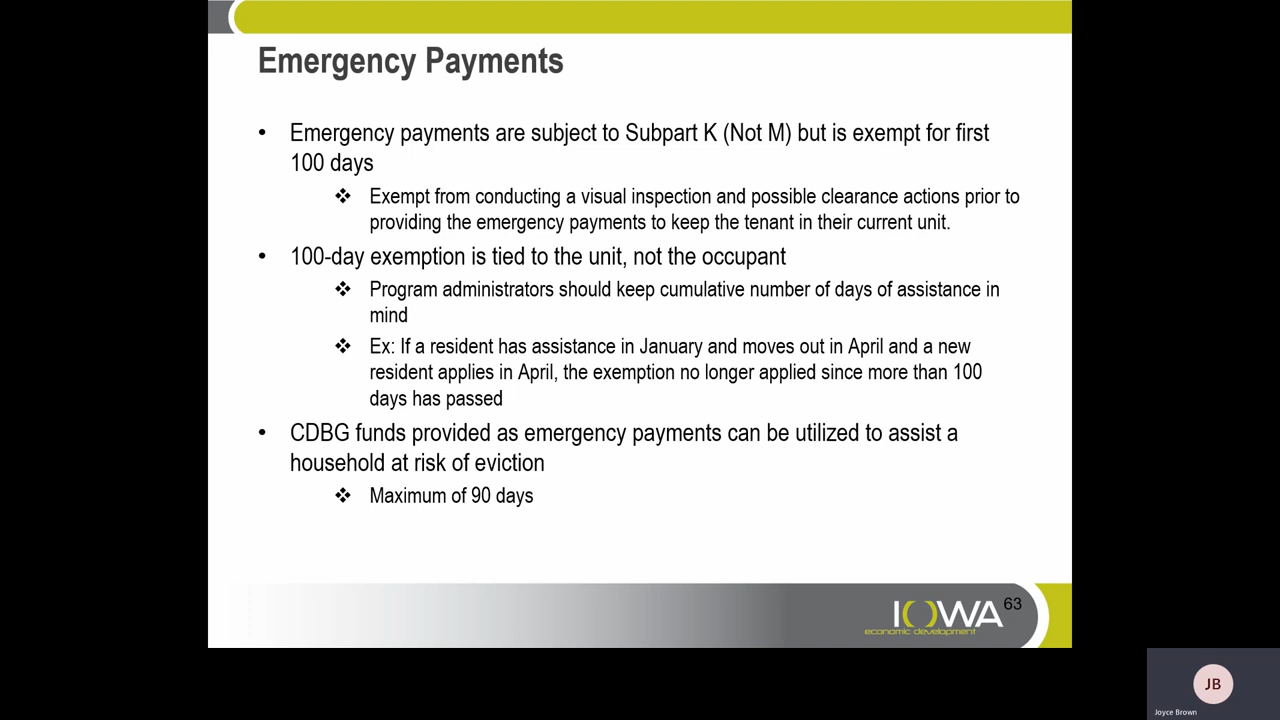 Emergency Payments
• Emergency payments are subject to Subpart K (Not M) but is exempt for first
100 days
❖ Exempt from conducting a visual inspection and possible clearance actions prior to
providing the emergency payments to keep the tenant in their current unit.
• 100-day exemption is tied to the unit, not the occupant
❖ Program administrators should keep cumulative number of days of assistance in
mind
❖ Ex: If a resident has assistance in January and moves out in April and a new
resident applies in April, the exemption no longer applied since more than 100
days has passed
• CDBG funds provided as emergency payments can be utilized to assist a
household at risk of eviction
❖ Maximum of 90 days
IOWA
economic development
63
JB
Joyce Brown